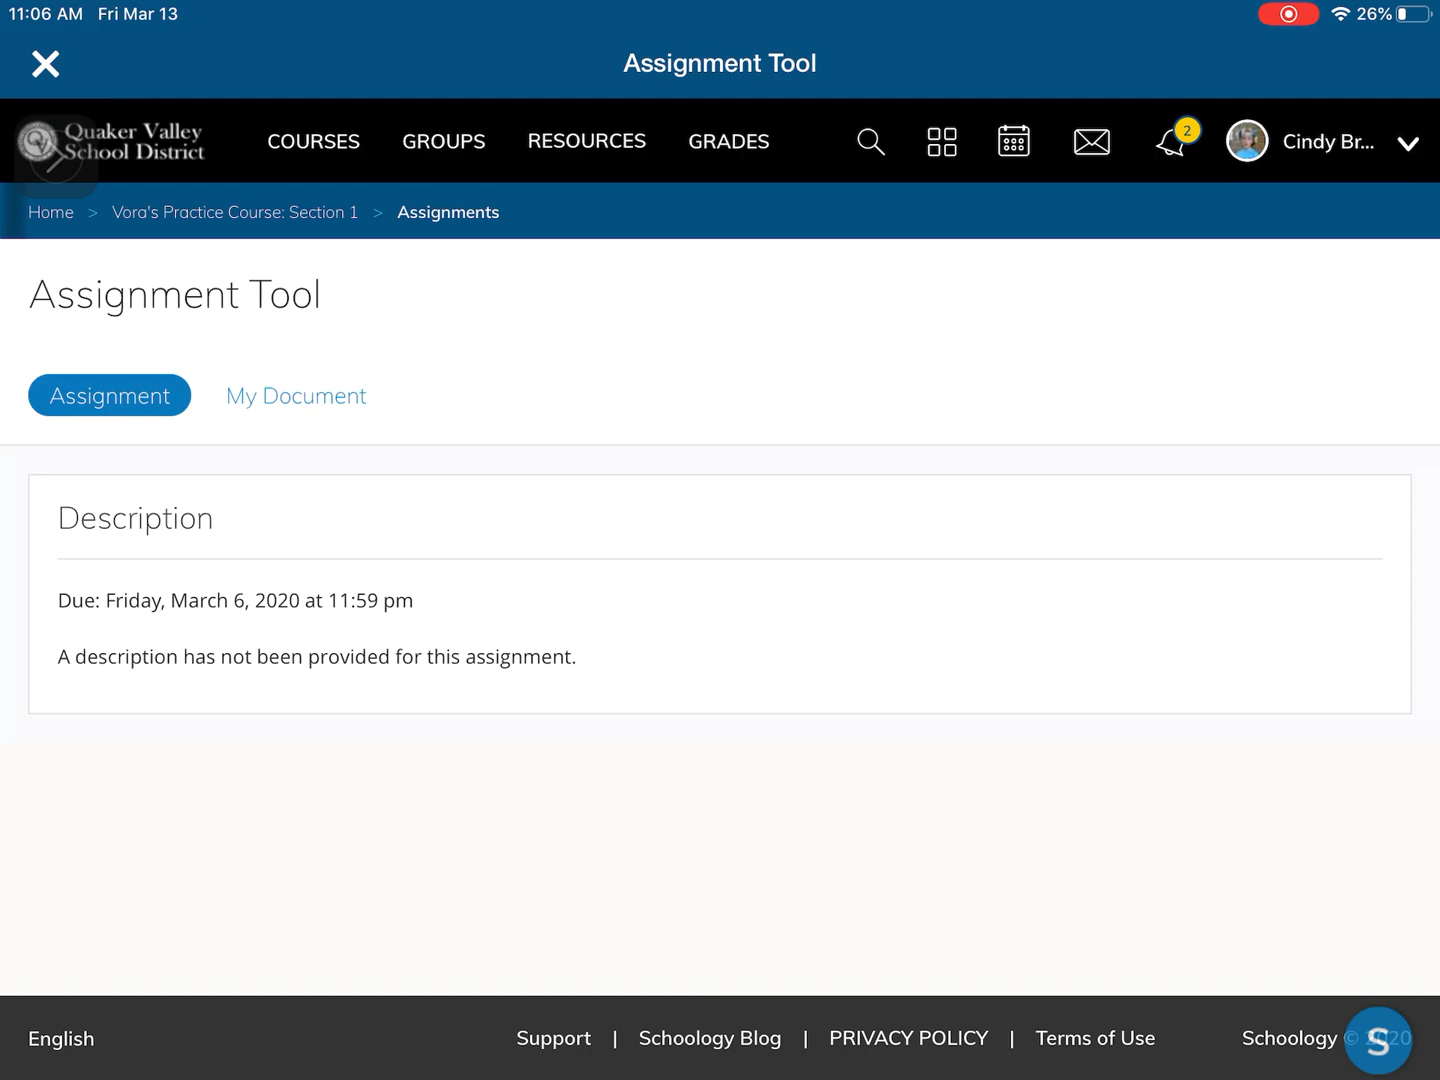 11:06 AM Fri Mar 13
26%
Assignment Tool
Quaker Valley
School District
COURSES
GROUPS
RESOURCES
GRADES
2
Cindy Br...
Home > Vora's Practice Course: Section 1 > Assignments
Assignment Tool
Assignment
My Document
Description
Due: Friday, March 6, 2020 at 11:59 pm
A description has not been provided for this assignment.
English
Support | Schoology Blog | PRIVACY POLICY | Terms of Use
Schoology © 2020
S